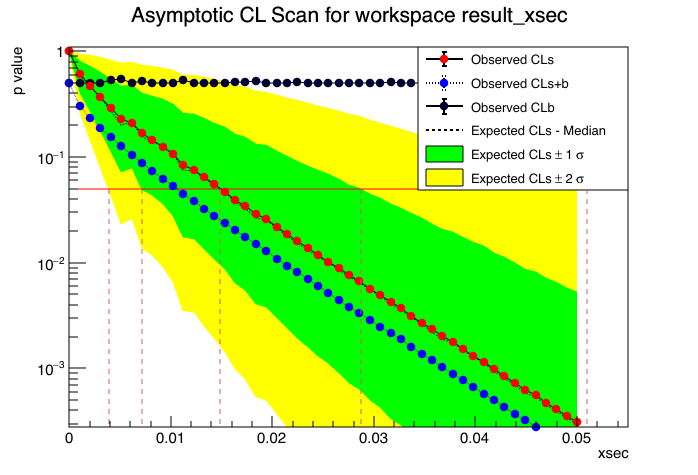 Asymptotic CL Scan for workspace result_xsec
p value
1
10⁻¹
10⁻²
10⁻³
Observed CLs
Observed CLs+b
Observed CLb
Expected CLs - Median
Expected CLs ± 1 σ
Expected CLs ± 2 σ
0 0.01 0.02 0.03 0.04 0.05
xsec